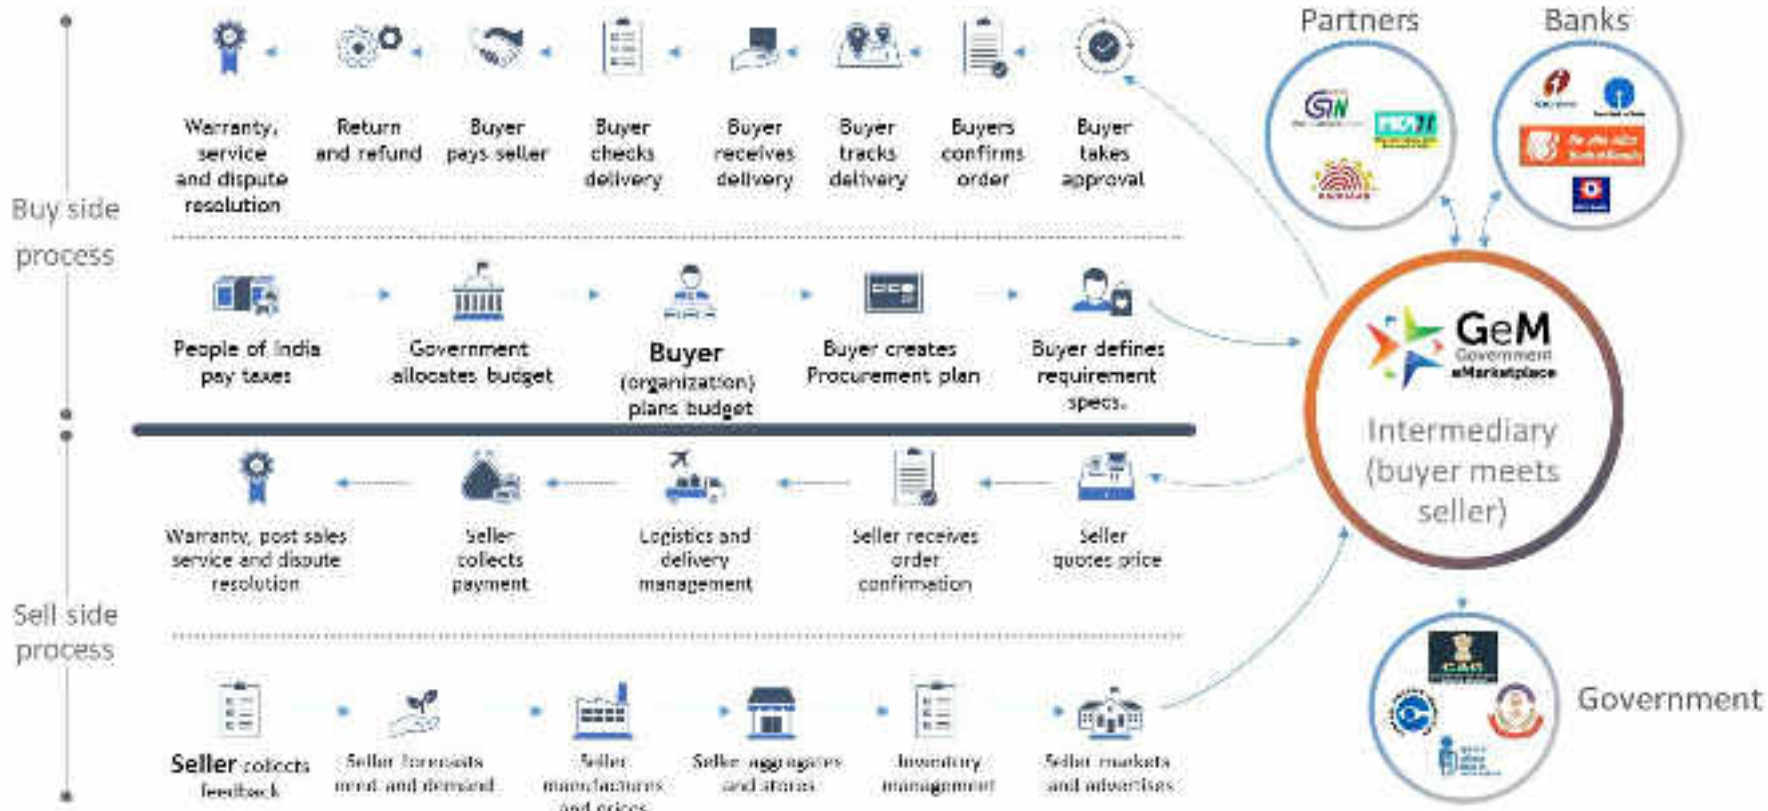 Partners
Banks
Warranty,
service
and dispute
resolution
Return
and refund
Buyer
pays seller
Buyer
checks
delivery
Buyer
receives
delivery
Buyer
tracks
delivery
Buyers
confirms
order
Buyer
takes
approval
Buy side
process
People of India
pay taxes
Government
allocates budget
Buyer
(organization)
plans budget
Buyer creates
Procurement plan
Buyer defines
requirement
specs.
GeM
Government
eMarketplace
Intermediary
(buyer meets
seller)
Warranty, post sales
service and dispute
resolution
Seller
collects
payment
Logistics and
delivery
management
Seller receives
order
confirmation
Seller
quotes price
Sell side
process
Seller collects
feedback
Seller forecasts
need and demand
Seller
manufactures
and prices
Seller aggregates
and stores
Inventory
management
Seller markets
and advertises
CAG
Government